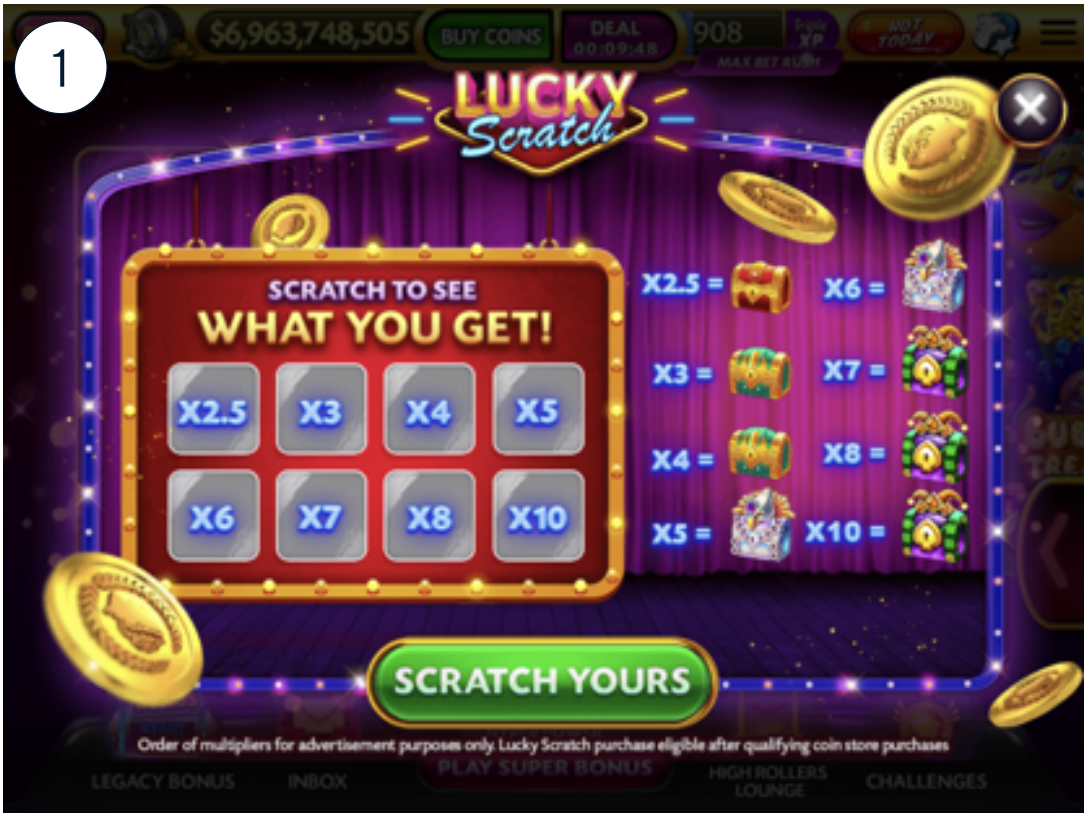 1
$6,963,748,505
BUY COINS
DEAL
00:09:48
908
Triple
XP
NOT
TODAY
MAX BET RUSH
LUCKY
Scratch
SCRATCH TO SEE
WHAT YOU GET!
X2.5
X3
X4
X5
X6
X7
X8
X10
X2.5 =
X6 =
X3 =
X7 =
X4 =
X8 =
X5 =
X10 =
SCRATCH YOURS
Order of multipliers for advertisement purposes only. Lucky Scratch purchase eligible after qualifying coin store purchases
LEGACY BONUS
INBOX
PLAY SUPER BONUS
HIGH ROLLERS
LOUNGE
CHALLENGES